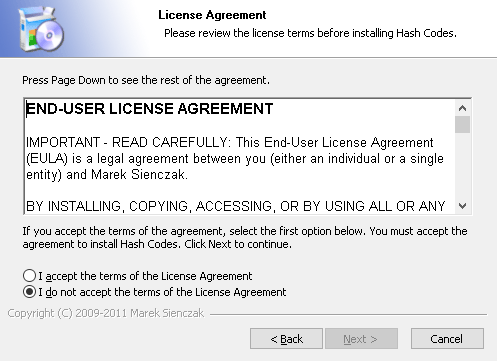 License Agreement
Please review the license terms before installing Hash Codes.
Press Page Down to see the rest of the agreement.
END-USER LICENSE AGREEMENT
IMPORTANT - READ CAREFULLY: This End-User License Agreement
(EULA) is a legal agreement between you (either an individual or a single
entity) and Marek Sienczak.
BY INSTALLING, COPYING, ACCESSING, OR BY USING ALL OR ANY
If you accept the terms of the agreement, select the first option below. You must accept the
agreement to install Hash Codes. Click Next to continue.
I accept the terms of the License Agreement
I do not accept the terms of the License Agreement
Copyright (C) 2009-2011 Marek Sienczak
< Back
Next >
Cancel